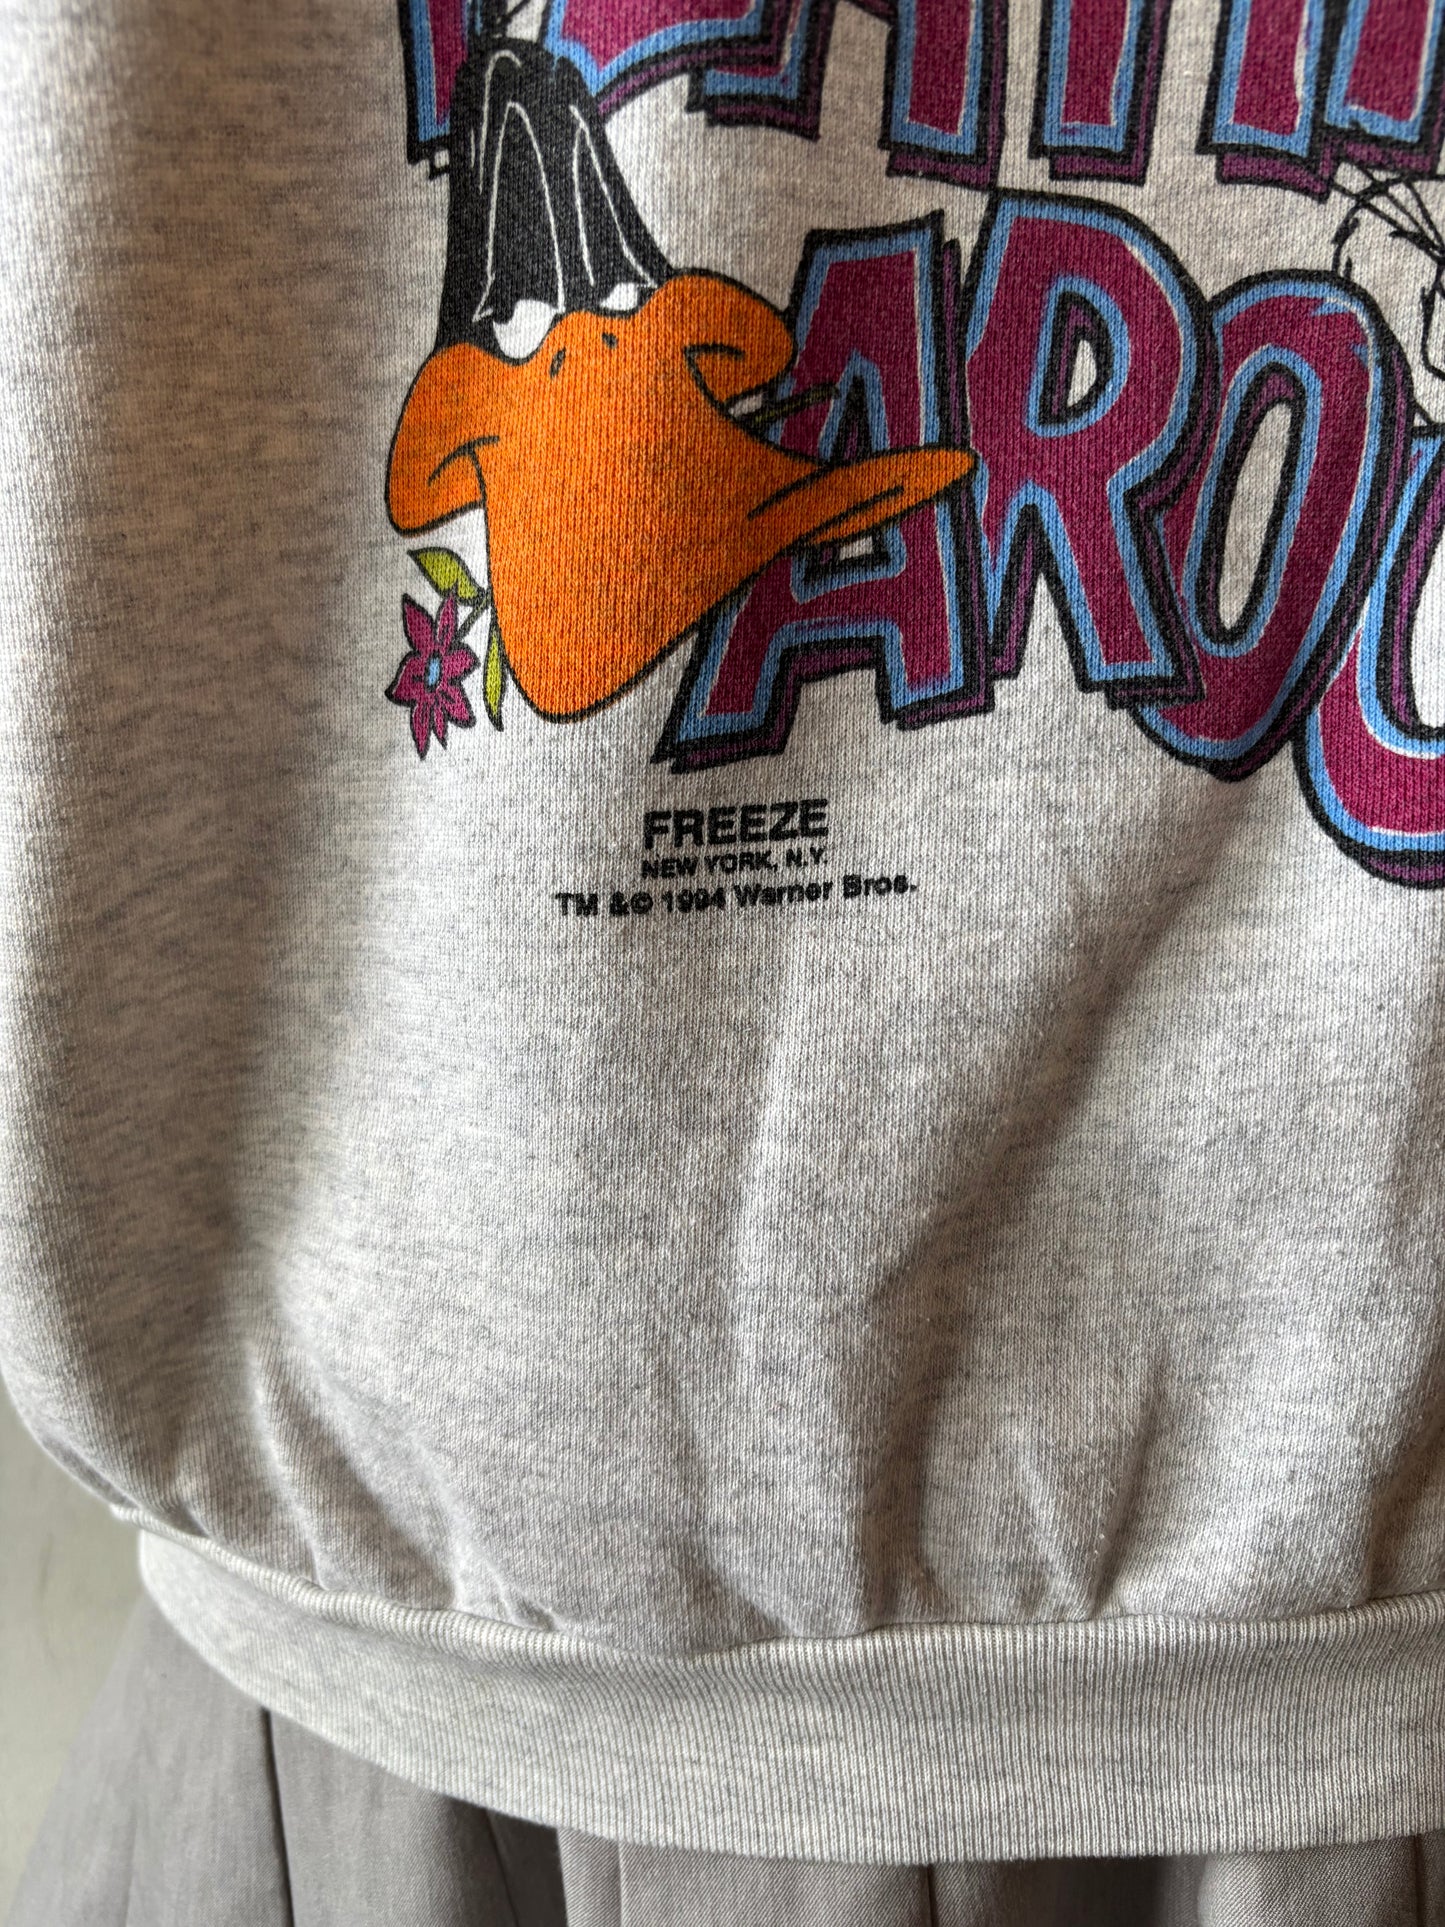 AROU
FREEZE
NEW YORK, N.Y.
TM & © 1994 Warner Bros.